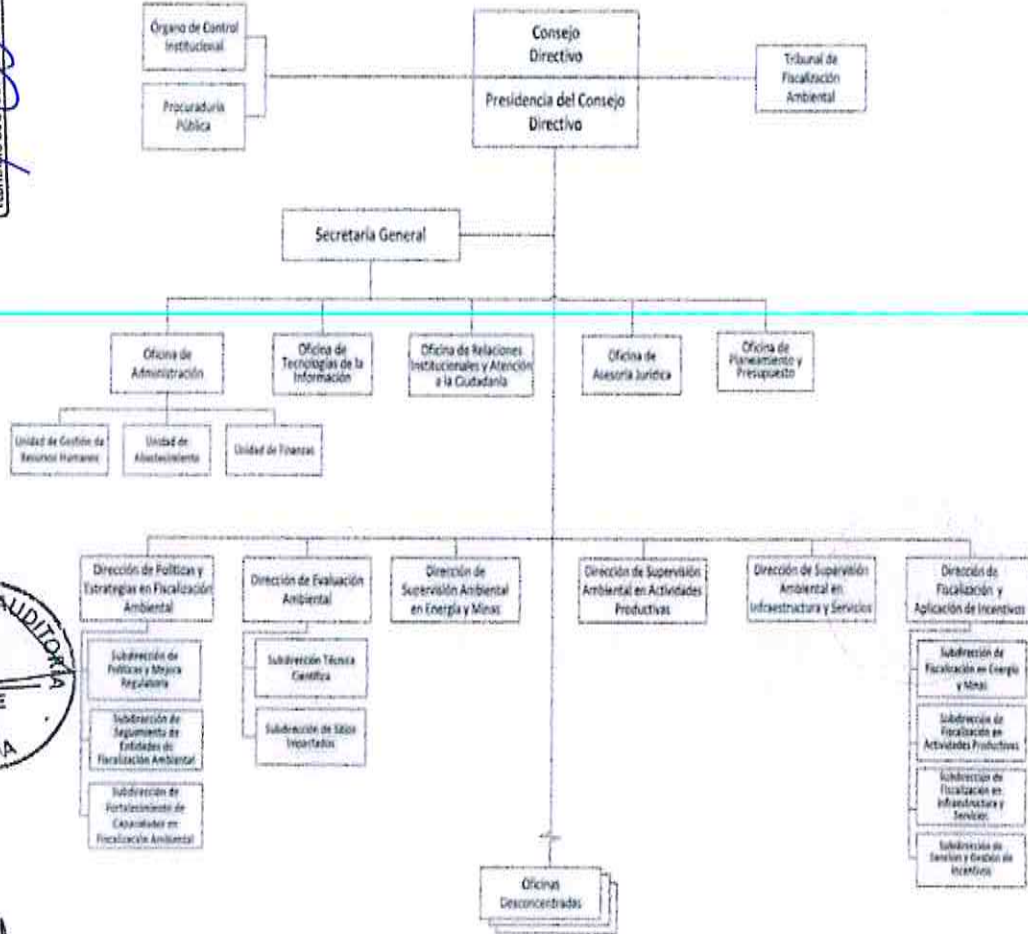 Órgano de Control
Institucional
Procuraduría
Pública
Consejo
Directivo
Presidencia del Consejo
Directivo
Tribunal de
Fiscalización
Ambiental
Secretaría General
Oficina de
Administración
Oficina de
Tecnologías de la
Información
Oficina de Relaciones
Institucionales y Atención
a la Ciudadanía
Oficina de
Asesoría Jurídica
Oficina de
Planeamiento y
Presupuesto
Unidad de Gestión de
Recursos Humanos
Unidad de
Abastecimiento
Unidad de Finanzas
Dirección de Políticas y
Estrategias en Fiscalización
Ambiental
Dirección de Evaluación
Ambiental
Dirección de
Supervisión Ambiental
en Energía y Minas
Dirección de Supervisión
Ambiental en Actividades
Productivas
Dirección de Supervisión
Ambiental en
Infraestructura y Servicios
Dirección de
Fiscalización y
Aplicación de Incentivos
Subdirección de
Políticas y Mejora
Regulatoria
Subdirección de
Seguimiento de
Entidades de
Fiscalización Ambiental
Subdirección de
Fortalecimiento de
Capacidades en
Fiscalización Ambiental
Subdirección Técnica
Científica
Subdirección de Sitios
Impactados
Subdirección de
Fiscalización en Energía
y Minas
Subdirección de
Fiscalización en
Actividades Productivas
Subdirección de
Fiscalización en
Infraestructura y
Servicios
Subdirección de
Sanción y Gestión de
Incentivos
Oficinas
Desconcentradas
AUDITORIA